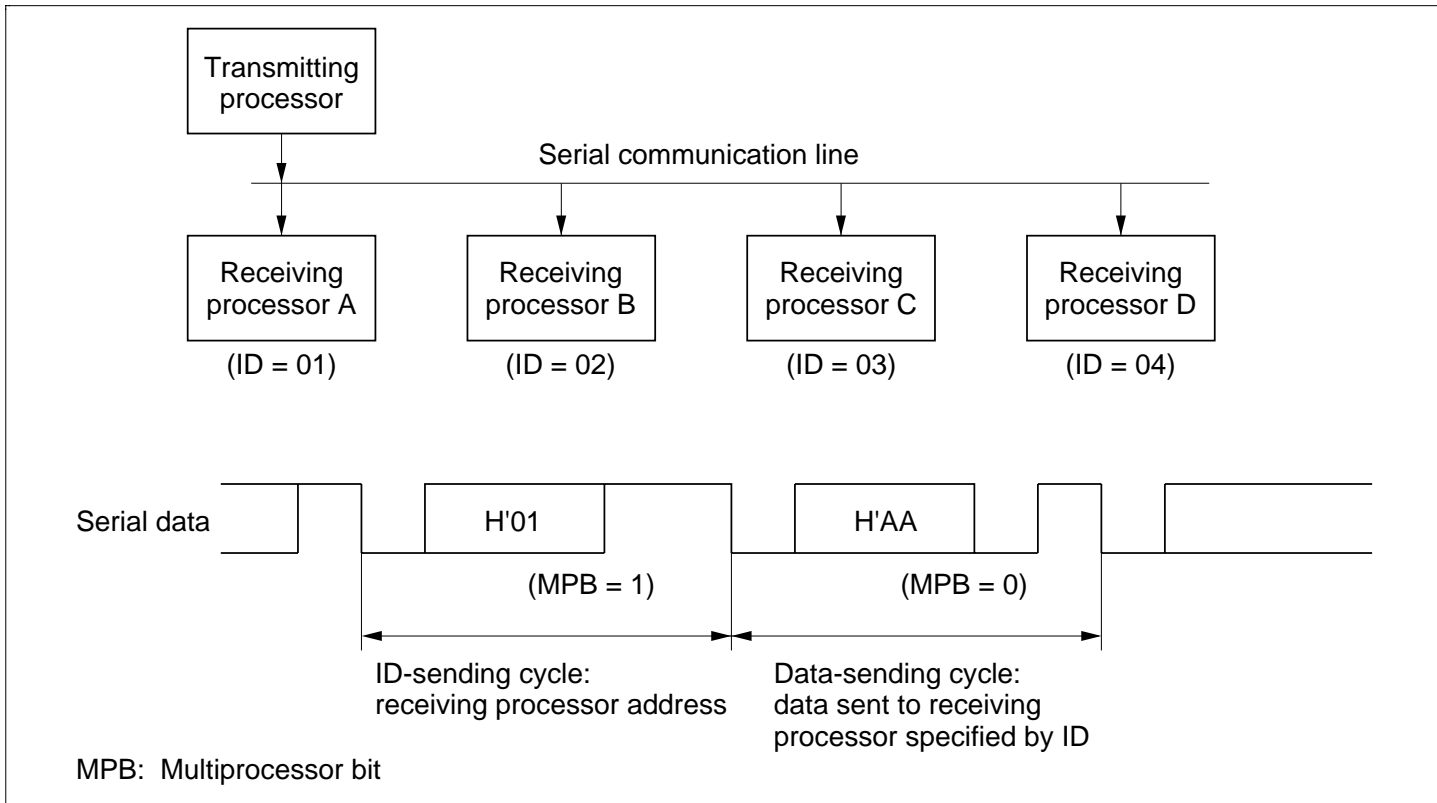 Transmitting
processor
Serial communication line
Receiving
processor A
Receiving
processor B
Receiving
processor C
Receiving
processor D
(ID = 01)
(ID = 02)
(ID = 03)
(ID = 04)
Serial data
H'01
H'AA
(MPB = 1)
(MPB = 0)
ID-sending cycle:
receiving processor address
Data-sending cycle:
data sent to receiving
processor specified by ID
MPB: Multiprocessor bit